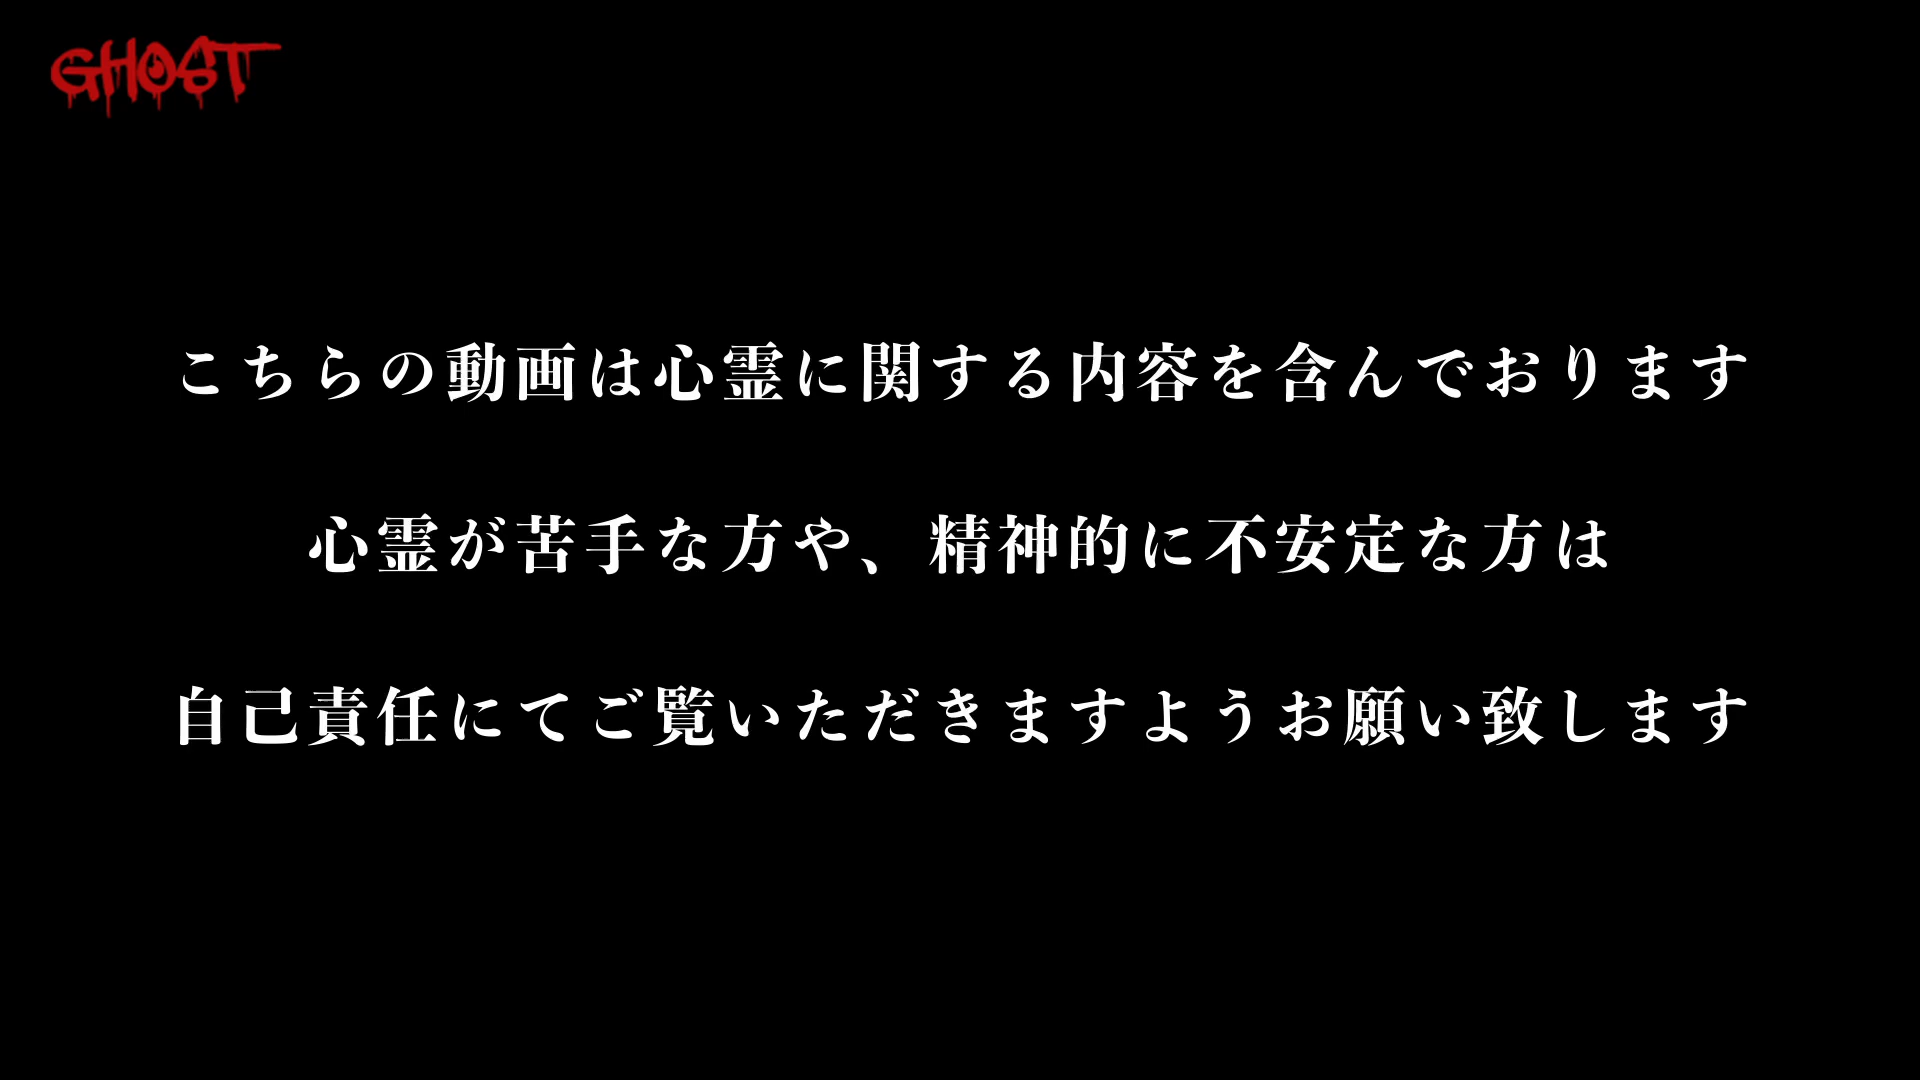 GHOST
こちらの動画は心霊に関する内容を含んでおります
心霊が苦手な方や、精神的に不安定な方は
自己責任にてご覧いただきますようお願い致します